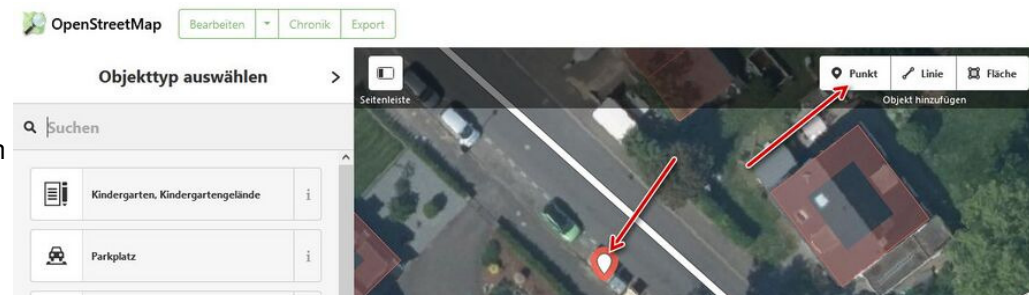 OpenStreetMap
Bearbeiten Chronik Export
Objekttyp auswählen
Seitenleiste
Punkt Linie Fläche
Objekt hinzufügen
Suchen
n
Kindergarten, Kindergartengelände
i
Parkplatz
i